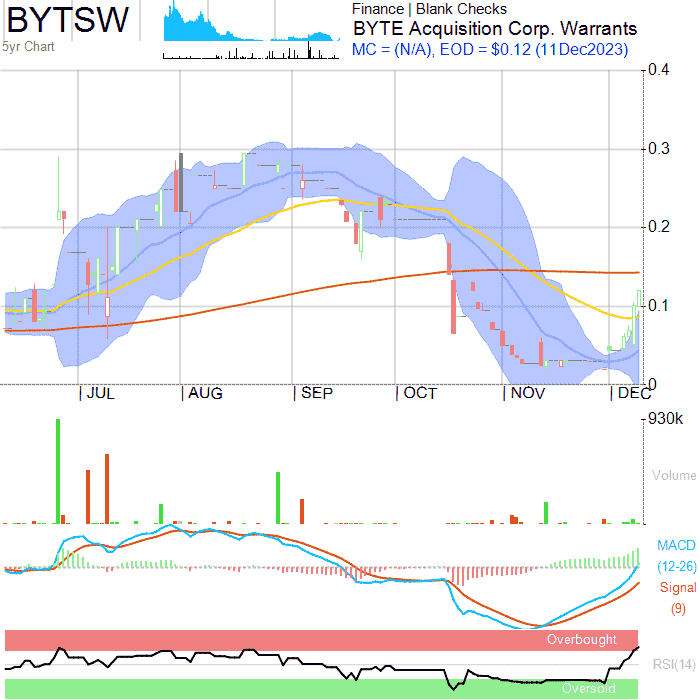 BYTSW
5yr Chart
Finance | Blank Checks
BYTE Acquisition Corp. Warrants
MC = (N/A), EOD = $0.12 (11Dec2023)
0.4
0.3
0.2
0.1
0
JUL AUG SEP OCT NOV DEC
930k
Volume
MACD
(12-26)
Signal
(9)
Overbought
RSI(14)
Oversold